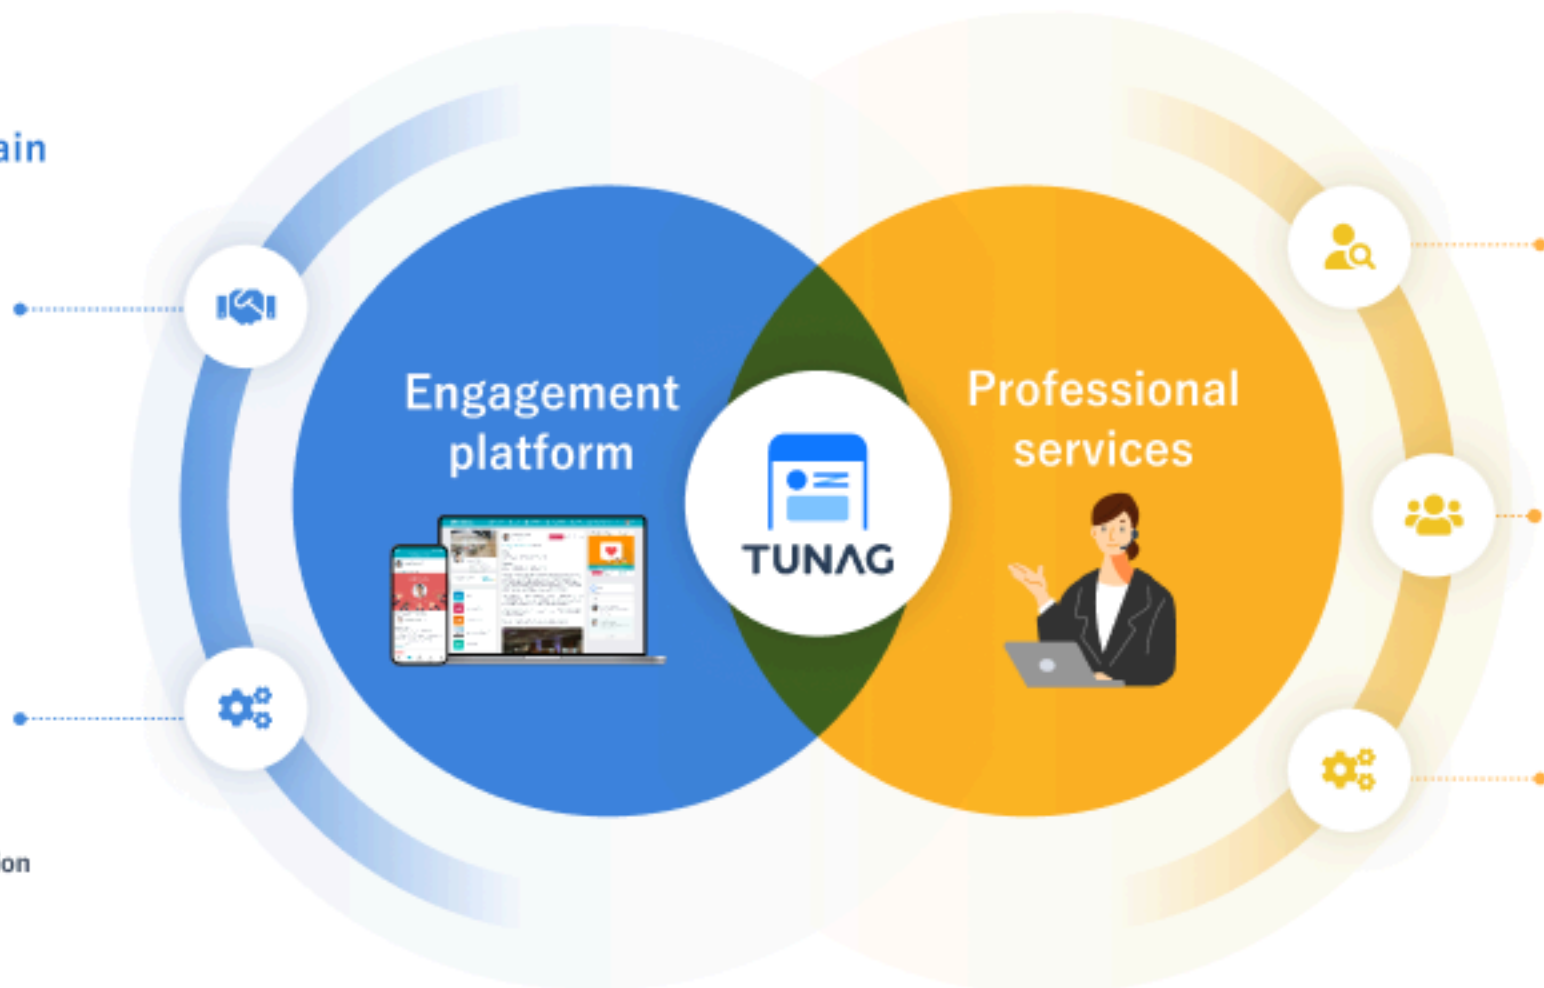 ain
Engagement
platform
Professional
services
TUNAG
ion